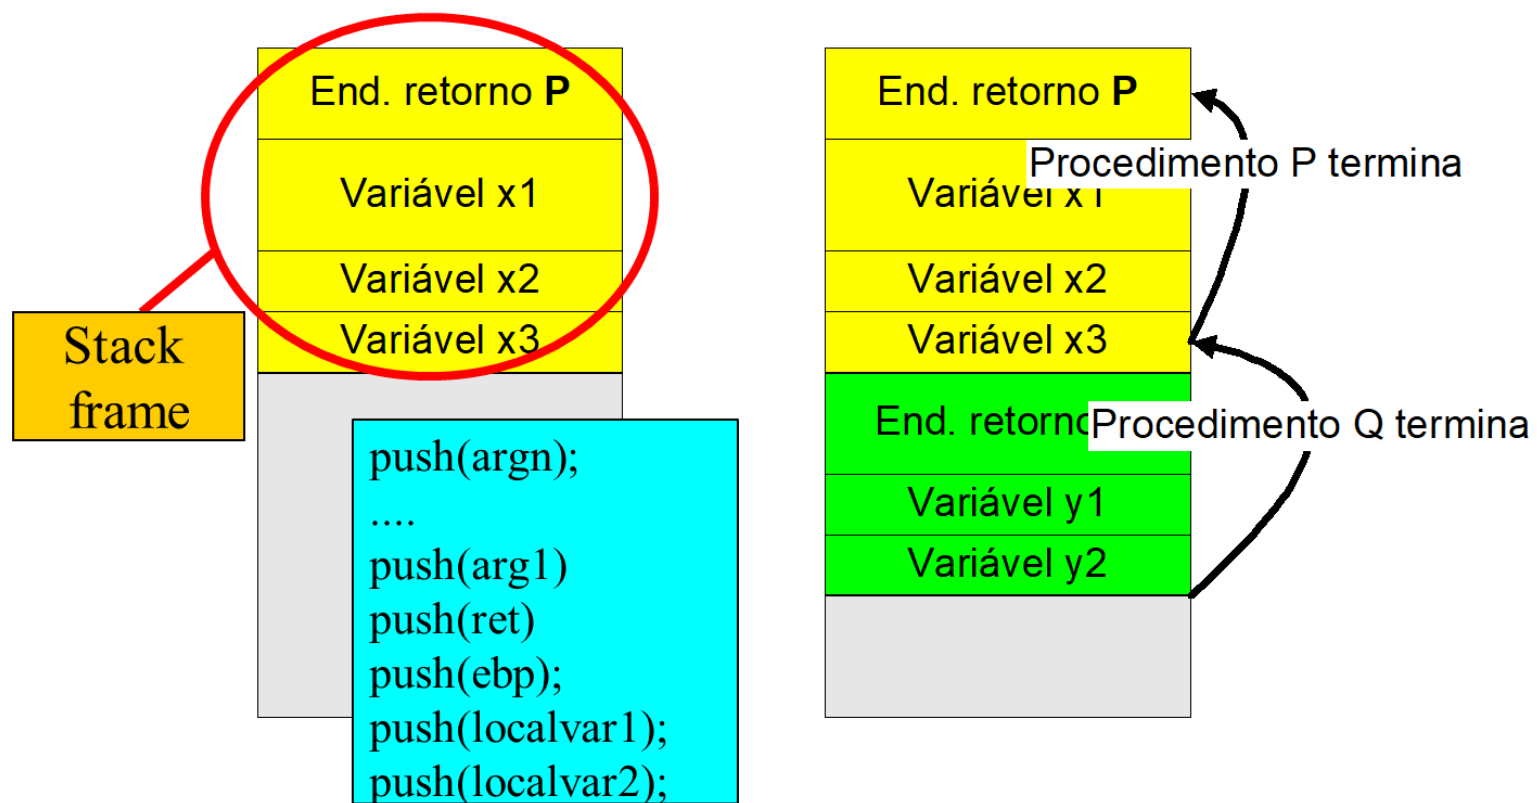 End. retorno P
Variável x1
Variável x2
Variável x3
Stack
frame
push(argn);
....
push(arg1)
push(ret)
push(ebp);
push(localvar1);
push(localvar2);
End. retorno P
Procedimento P termina
Variável x1
Variável x2
Variável x3
End. retorno
Procedimento Q termina
Variável y1
Variável y2